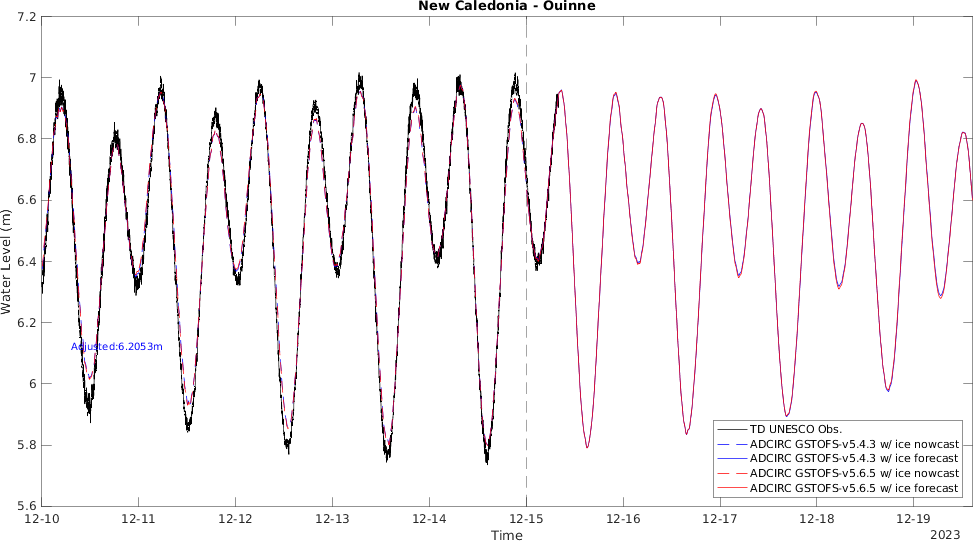 New Caledonia - Ouinne
7.2
7
6.8
6.6
6.4
6.2
6
5.8
5.6
Water Level (m)
Adjusted:6.2053m
TD UNESCO Obs.
ADCIRC GSTOFS-v5.4.3 w/ ice nowcast
ADCIRC GSTOFS-v5.4.3 w/ ice forecast
ADCIRC GSTOFS-v5.6.5 w/ ice nowcast
ADCIRC GSTOFS-v5.6.5 w/ ice forecast
12-10 12-11 12-12 12-13 12-14 12-15 12-16 12-17 12-18 12-19
Time
2023